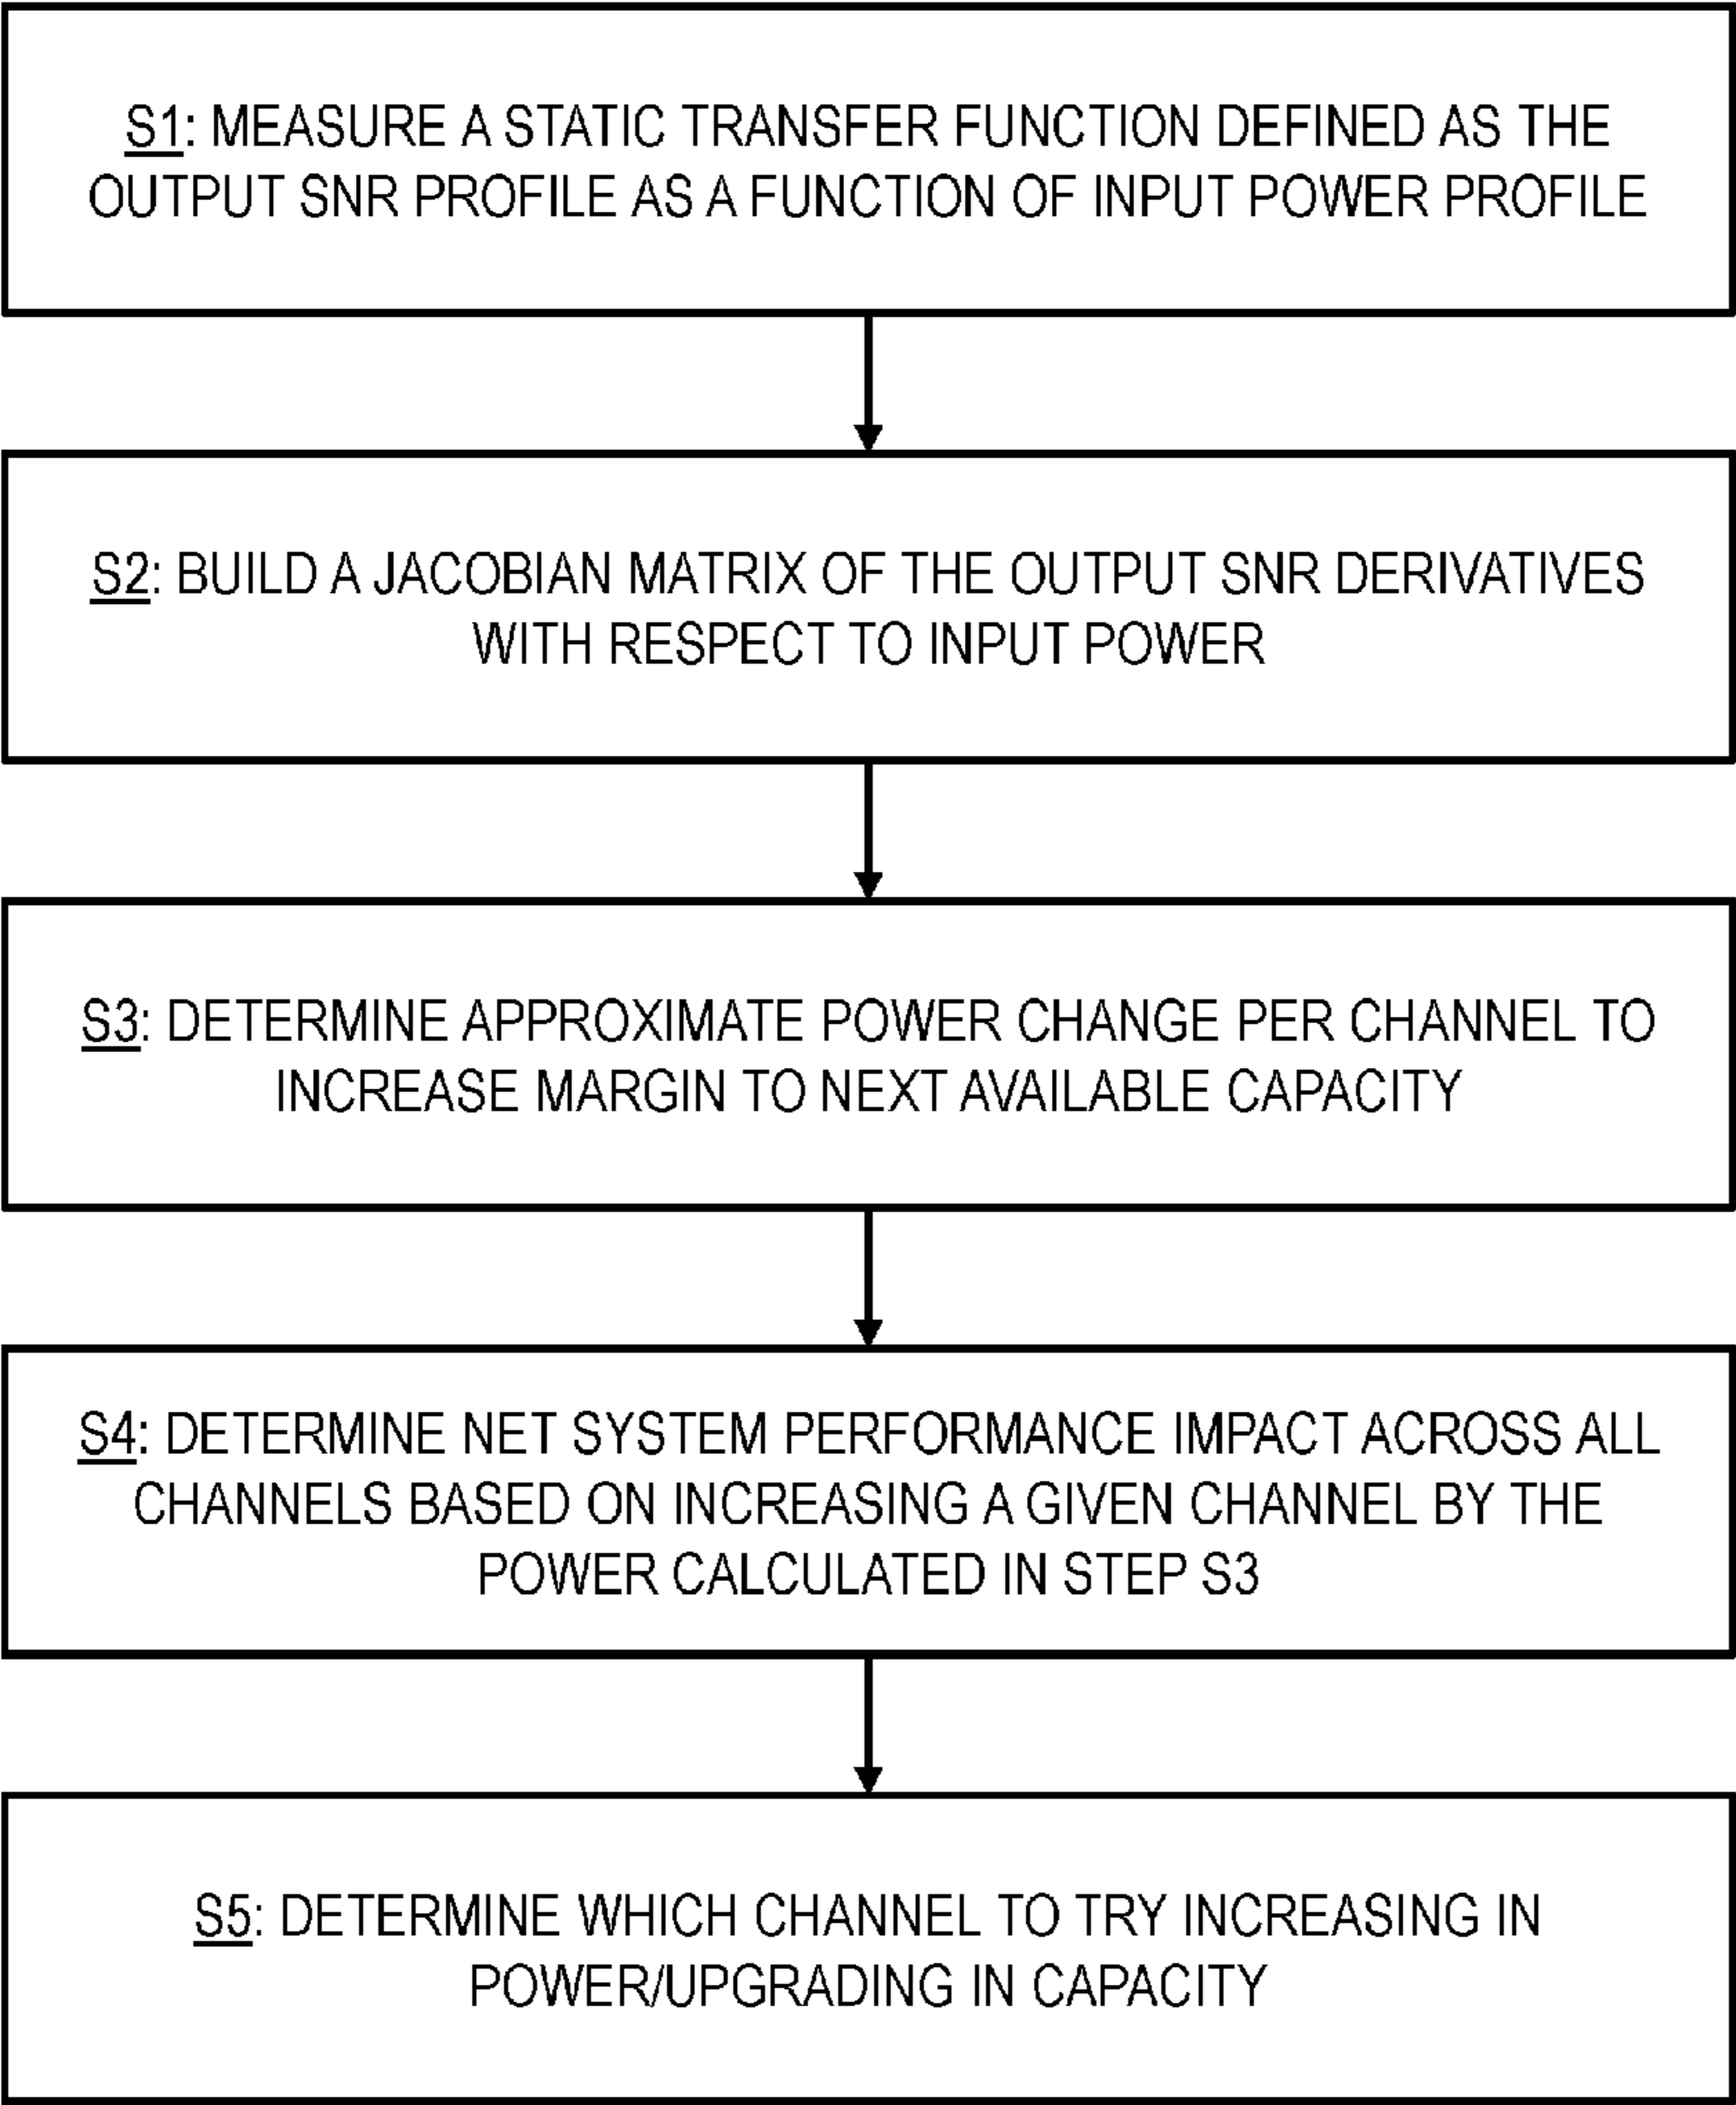 S1: MEASURE A STATIC TRANSFER FUNCTION DEFINED AS THE
OUTPUT SNR PROFILE AS A FUNCTION OF INPUT POWER PROFILE
S2: BUILD A JACOBIAN MATRIX OF THE OUTPUT SNR DERIVATIVES
WITH RESPECT TO INPUT POWER
S3: DETERMINE APPROXIMATE POWER CHANGE PER CHANNEL TO
INCREASE MARGIN TO NEXT AVAILABLE CAPACITY
S4: DETERMINE NET SYSTEM PERFORMANCE IMPACT ACROSS ALL
CHANNELS BASED ON INCREASING A GIVEN CHANNEL BY THE
POWER CALCULATED IN STEP S3
S5: DETERMINE WHICH CHANNEL TO TRY INCREASING IN
POWER/UPGRADING IN CAPACITY